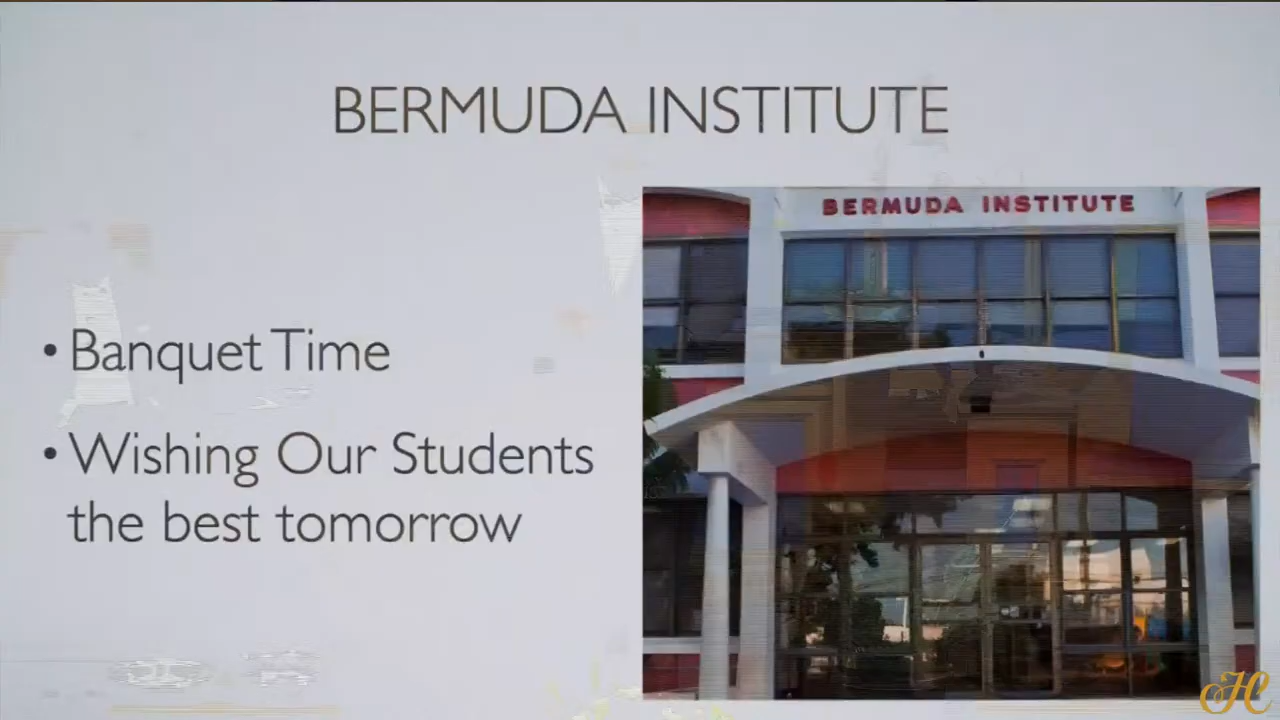 BERMUDA INSTITUTE
BERMUDA INSTITUTE
• Banquet Time
• Wishing Our Students
the best tomorrow
H